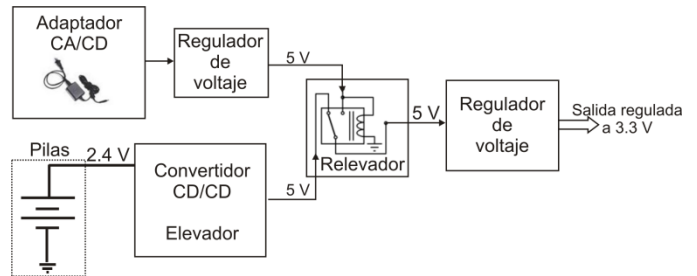 Adaptador
CA/CD
Regulador
de
voltaje
5 V
Relevador
5 V
Regulador
de
voltaje
Salida regulada
a 3.3 V
Pilas
2.4 V
Convertidor
CD/CD
Elevador
5 V